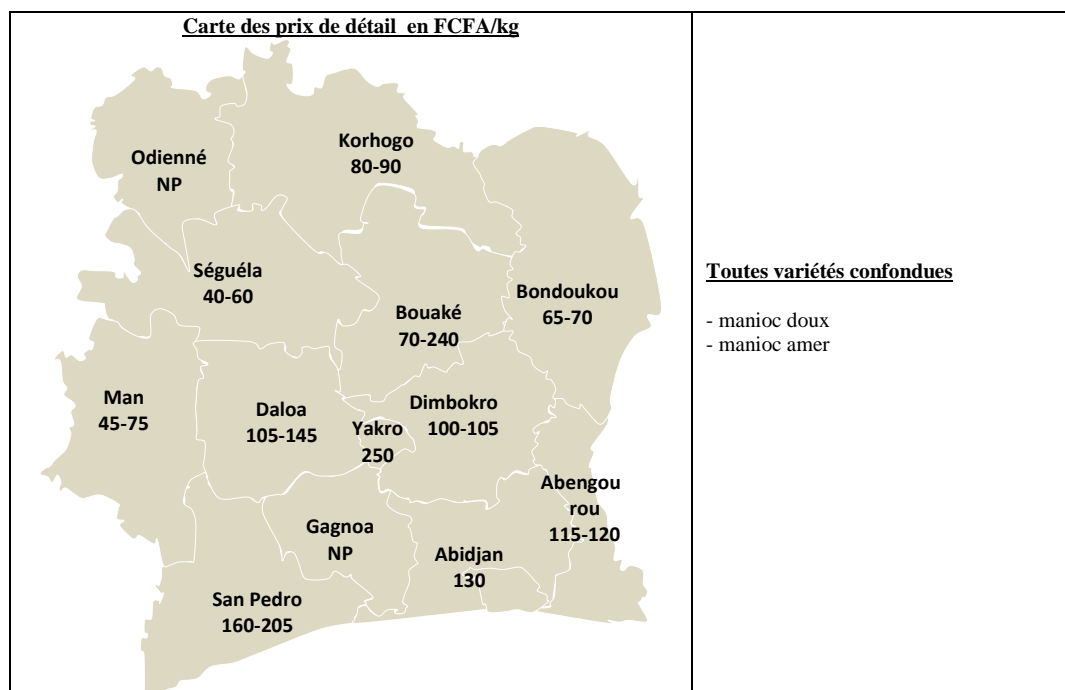 Carte des prix de détail en FCFA/kg
Korhogo
80-90
Odienné
NP
Séguéla
40-60
Bondoukou
65-70
Bouaké
70-240
Man
45-75
Daloa
105-145
Yakro
250
Dimbokro
100-105
Abengou
rou
115-120
Gagnoa
NP
Abidjan
130
San Pedro
160-205
Toutes variétés confondues
- manioc doux
- manioc amer